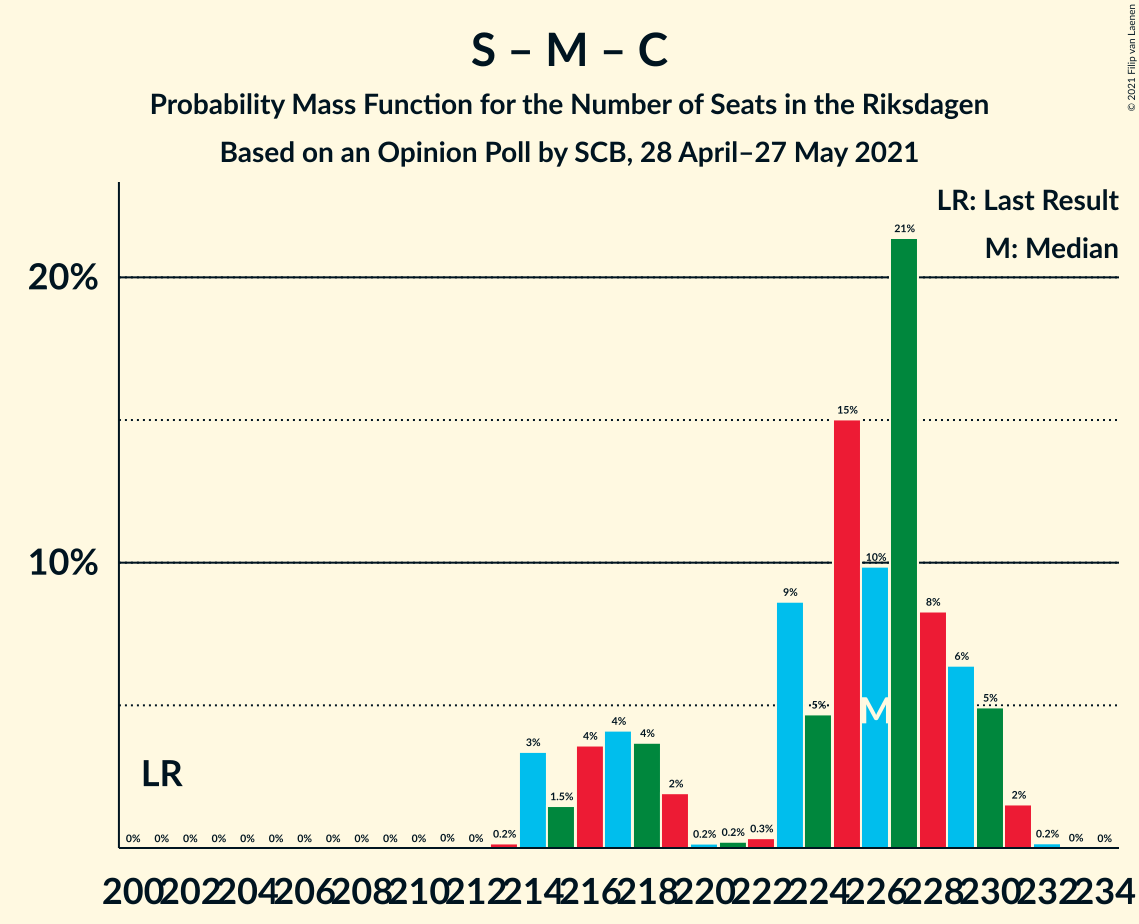 S – M – C
Probability Mass Function for the Number of Seats in the Riksdagen
Based on an Opinion Poll by SCB, 28 April–27 May 2021
© 2021 Filip van Laenen
LR: Last Result
M: Median
20%
10%
21%
15%
10%
9%
8%
6%
5%
5%
M
4%
4%
4%
3%
2%
2%
1.5%
LR
0% 0% 0% 0% 0% 0% 0% 0% 0% 0% 0% 0% 0% 0.2% 0.2% 0.2% 0.3% 0.2% 0% 0%
200 202 204 206 208 210 212 214 216 218 220 222 224 226 228 230 232 234